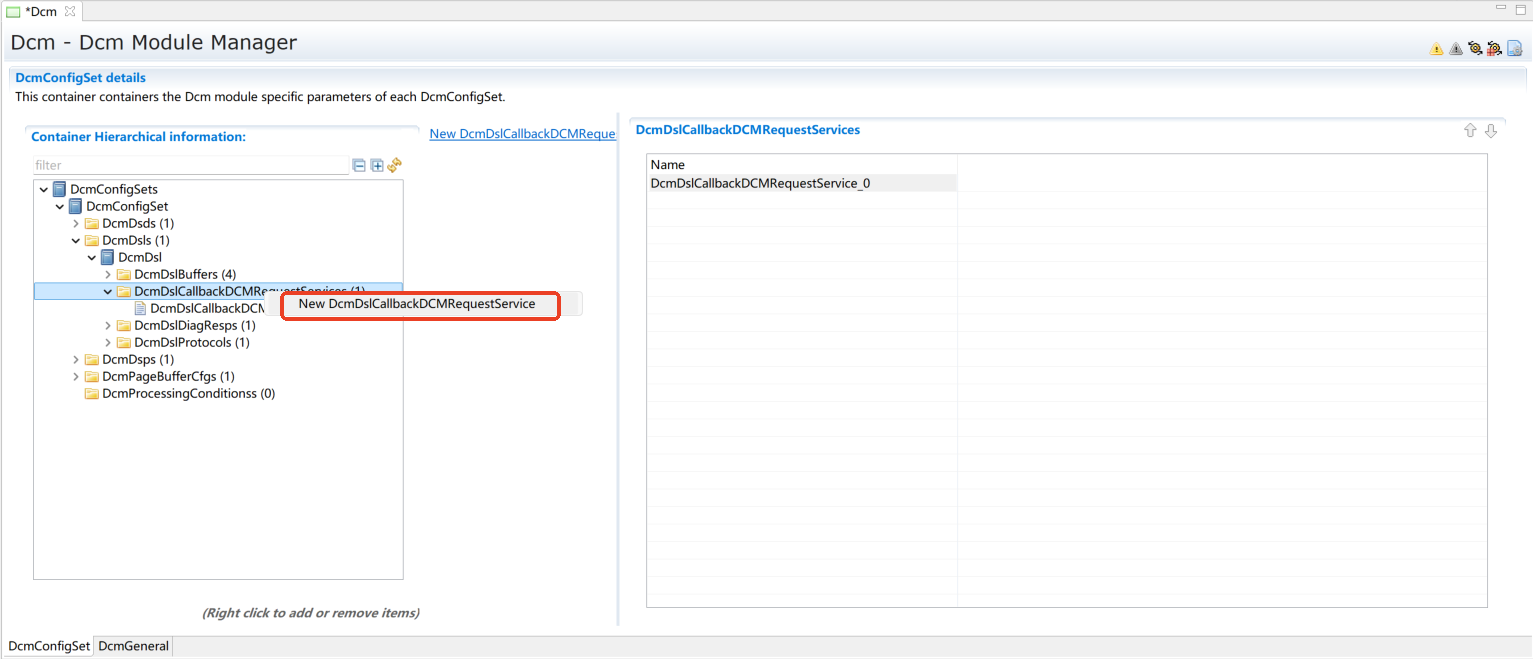 *Dcm
Dcm - Dcm Module Manager
DcmConfigSet details
This container containers the Dcm module specific parameters of each DcmConfigSet.
Container Hierarchical information:
New DcmDslCallbackDCMReque
filter
DcmConfigSets
DcmConfigSet
DcmDsds (1)
DcmDsls (1)
DcmDsl
DcmDslBuffers (4)
DcmDslCallbackDCMRequestServices (1)
DcmDslCallbackDCM
New DcmDslCallbackDCMRequestService
DcmDslDiagResps (1)
DcmDslProtocols (1)
DcmDsps (1)
DcmPageBufferCfgs (1)
DcmProcessingConditionss (0)
(Right click to add or remove items)
DcmDslCallbackDCMRequestServices
Name
DcmDslCallbackDCMRequestService_0
DcmConfigSet
DcmGeneral